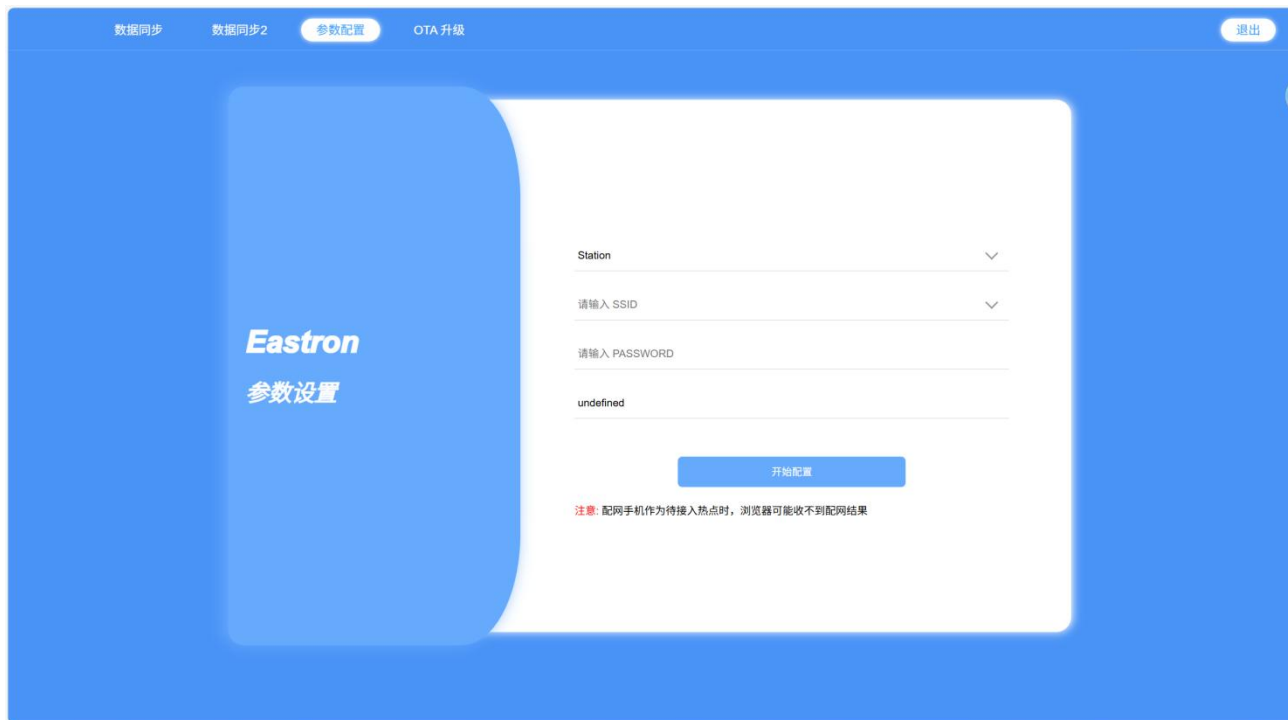 数据同步 数据同步2 参数配置 OTA 升级 退出
Eastron
参数设置
Station
请输入 SSID
请输入 PASSWORD
undefined
开始配置
注意: 配网手机作为待接入热点时，浏览器可能收不到配网结果